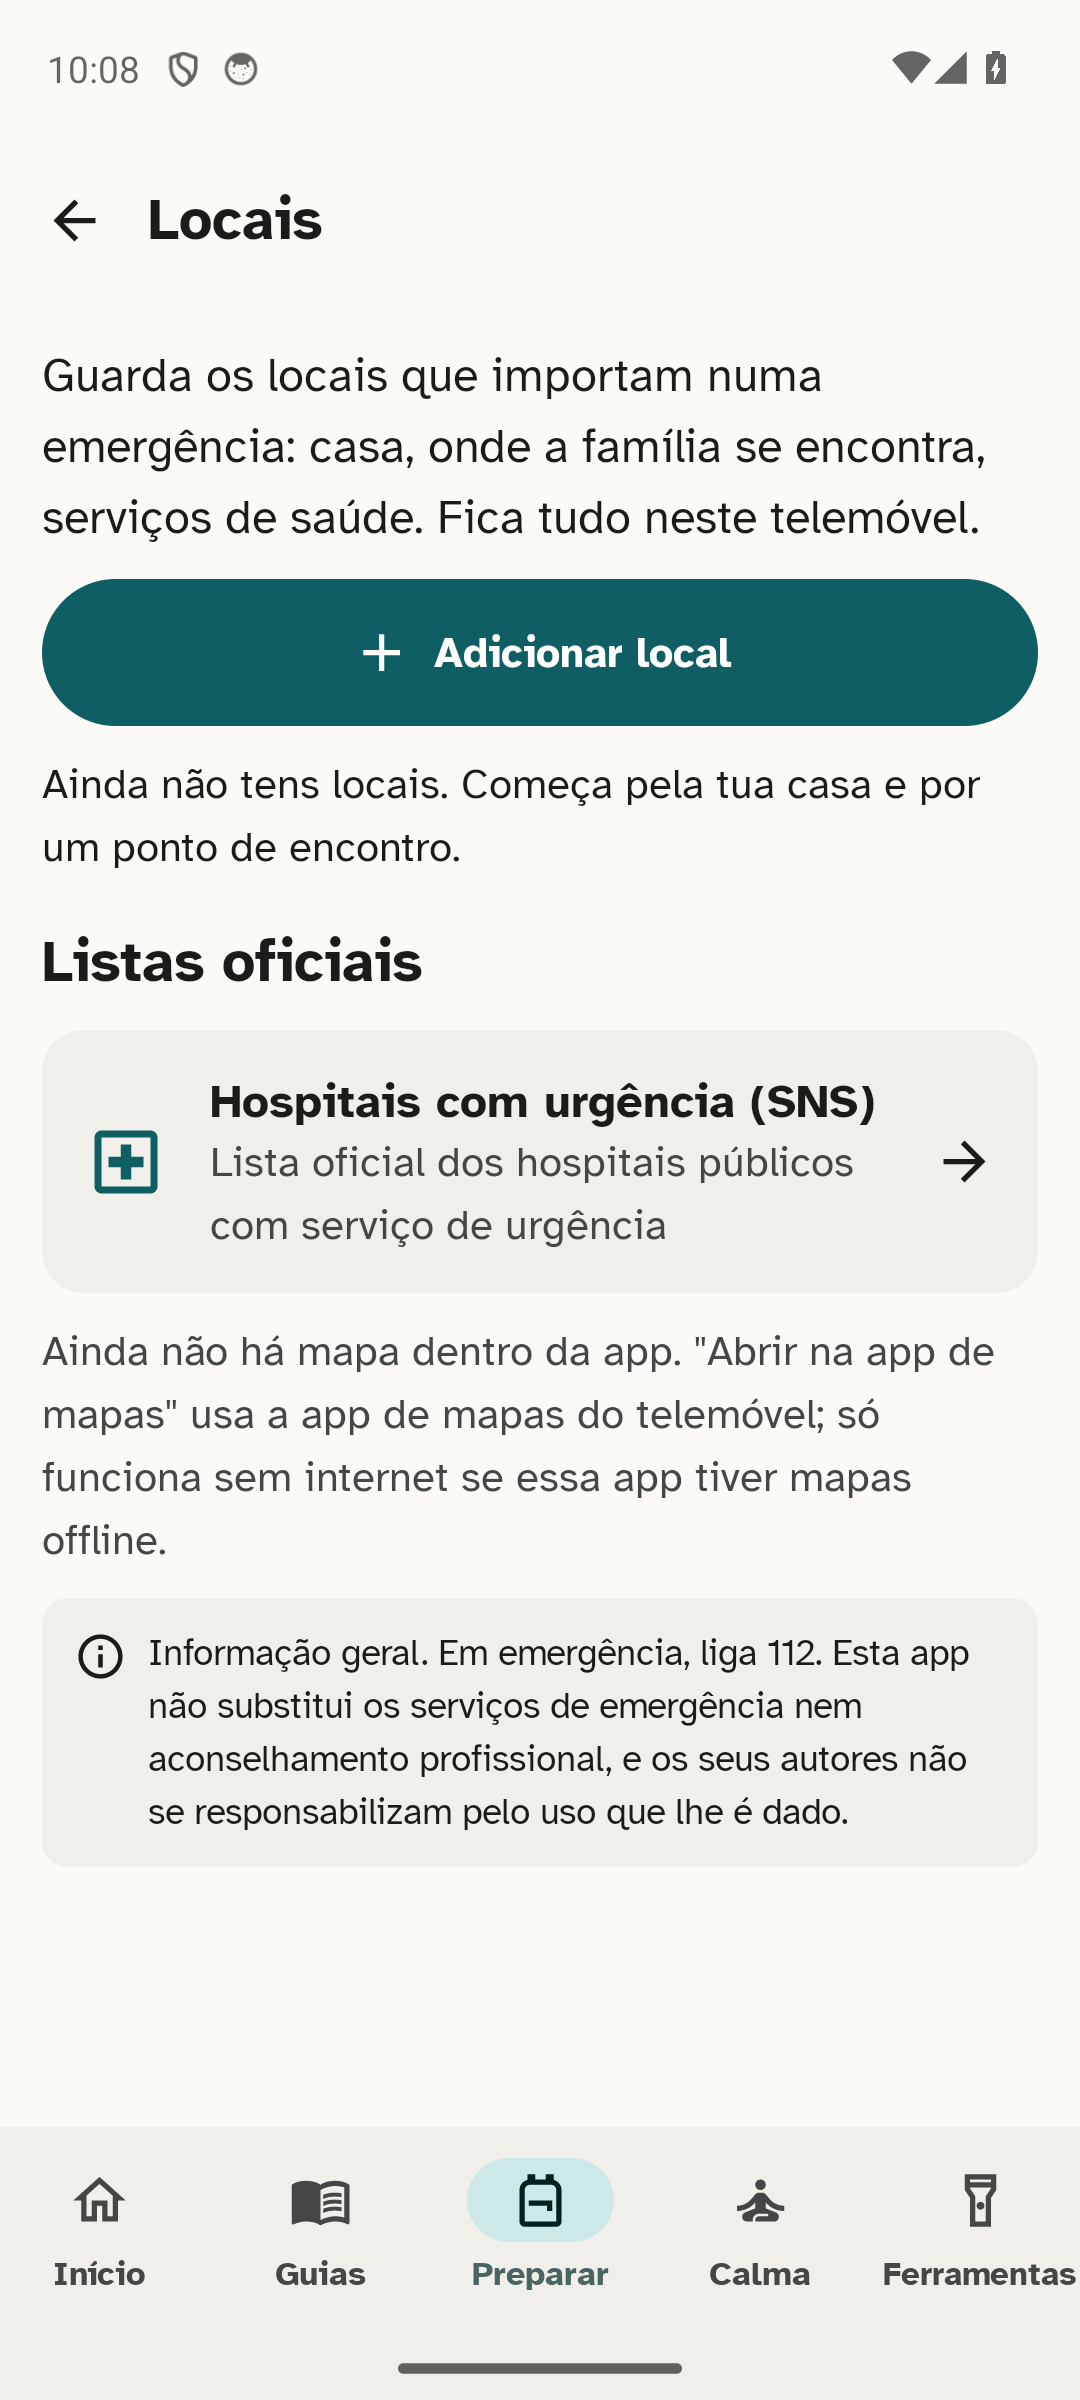 10:08
Locais
Guarda os locais que importam numa
emergência: casa, onde a família se encontra,
serviços de saúde. Fica tudo neste telemóvel.
Adicionar local
Ainda não tens locais. Começa pela tua casa e por
um ponto de encontro.
Listas oficiais
Hospitais com urgência (SNS)
Lista oficial dos hospitais públicos
com serviço de urgência
Ainda não há mapa dentro da app. "Abrir na app de
mapas" usa a app de mapas do telemóvel; só
funciona sem internet se essa app tiver mapas
offline.
Informação geral. Em emergência, liga 112. Esta app
não substitui os serviços de emergência nem
aconselhamento profissional, e os seus autores não
se responsabilizam pelo uso que lhe é dado.
Início
Guias
Preparar
Calma
Ferramentas